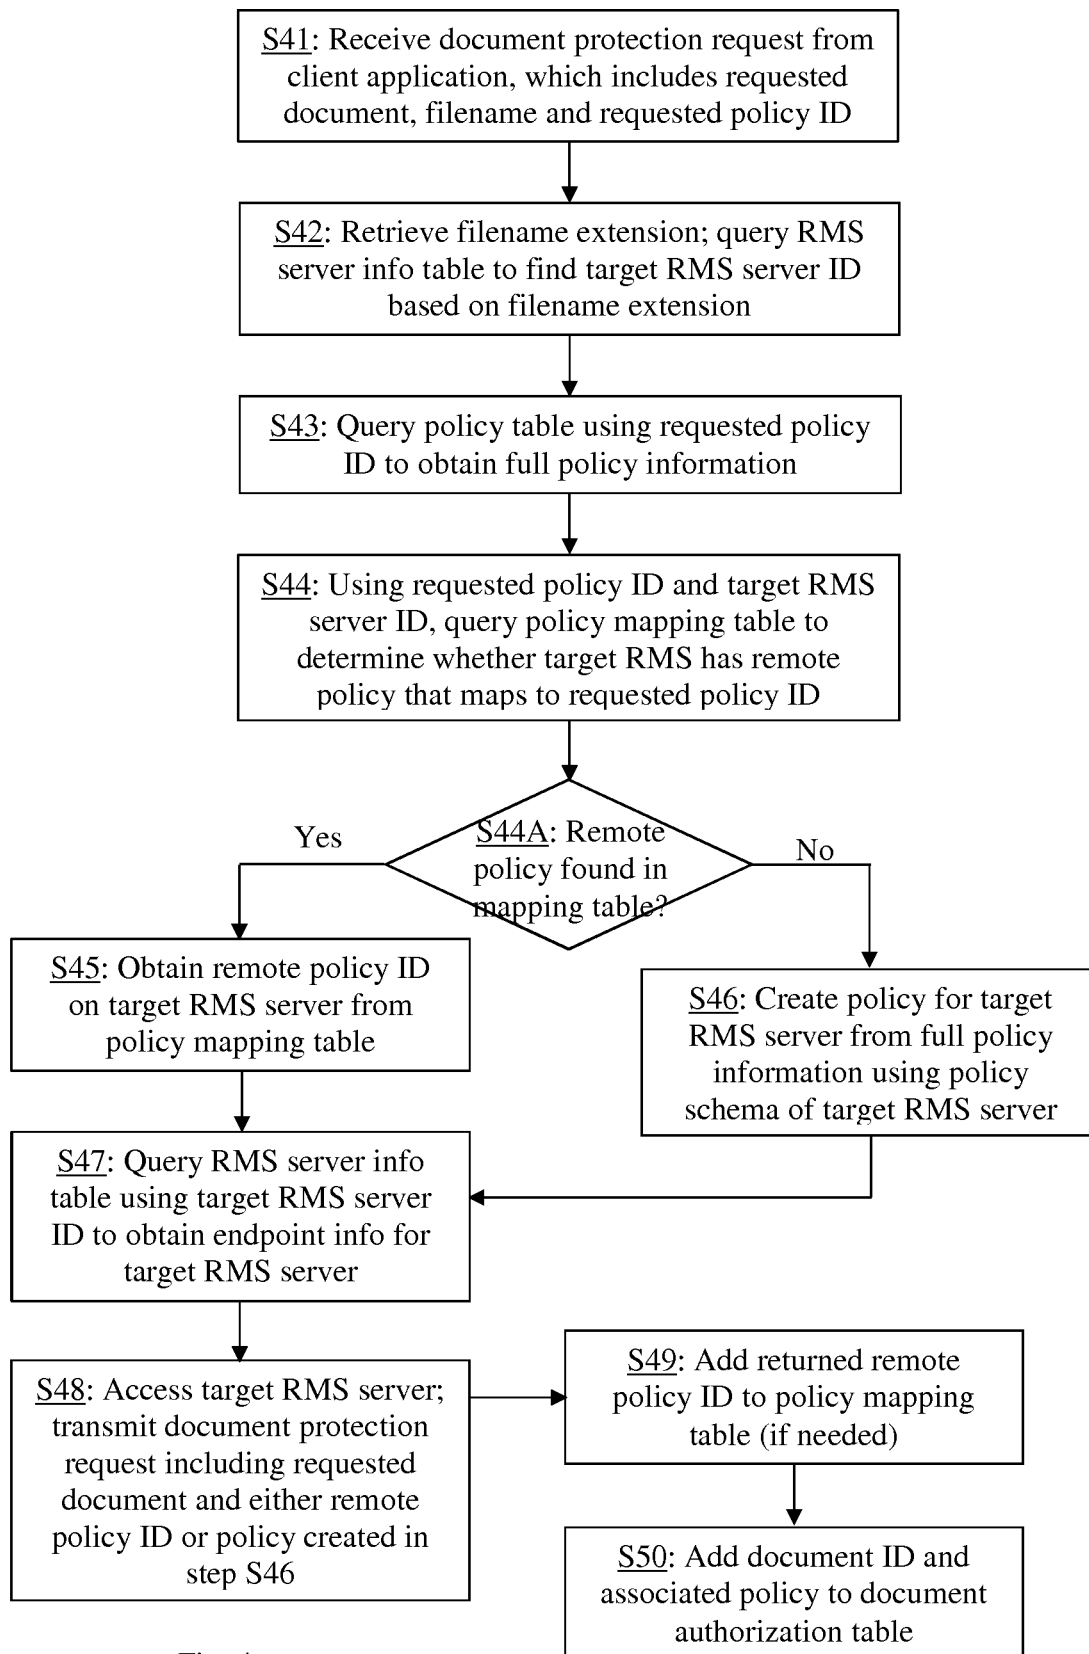 S41: Receive document protection request from
client application, which includes requested
document, filename and requested policy ID
S42: Retrieve filename extension; query RMS
server info table to find target RMS server ID
based on filename extension
S43: Query policy table using requested policy
ID to obtain full policy information
S44: Using requested policy ID and target RMS
server ID, query policy mapping table to
determine whether target RMS has remote
policy that maps to requested policy ID
S44A: Remote
policy found in
mapping table?
Yes
No
S45: Obtain remote policy ID
on target RMS server from
policy mapping table
S46: Create policy for target
RMS server from full policy
information using policy
schema of target RMS server
S47: Query RMS server info
table using target RMS server
ID to obtain endpoint info for
target RMS server
S48: Access target RMS server;
transmit document protection
request including requested
document and either remote
policy ID or policy created in
step S46
S49: Add returned remote
policy ID to policy mapping
table (if needed)
S50: Add document ID and
associated policy to document
authorization table